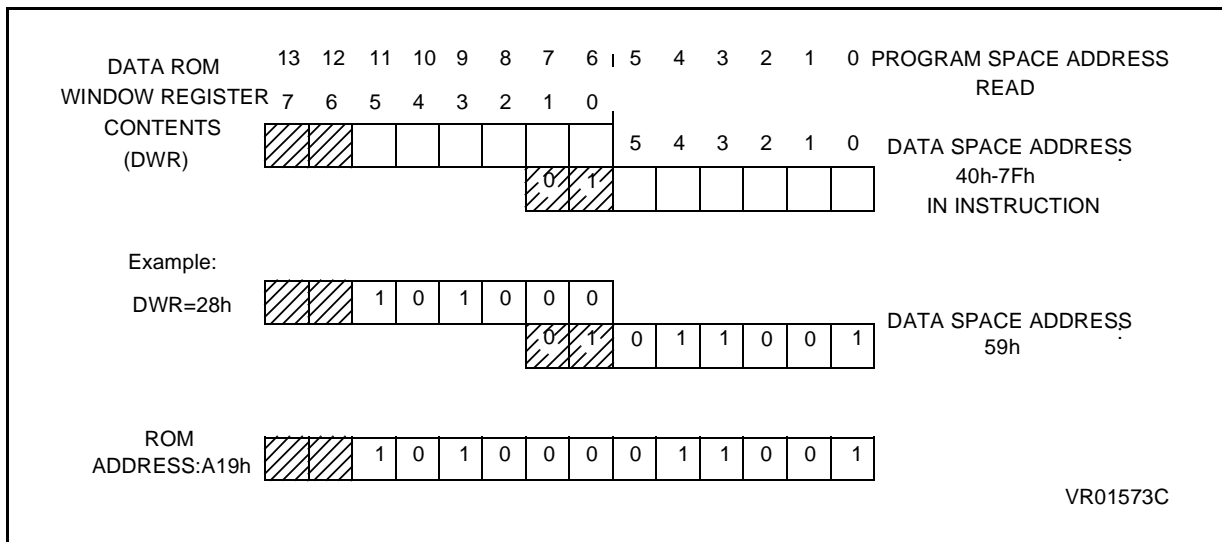 13 12 11 10 9 8 7 6 5 4 3 2 1 0 PROGRAM SPACE ADDRESS
READ
DATA ROM
WINDOW REGISTER 7 6 5 4 3 2 1 0
CONTENTS
(DWR)
5 4 3 2 1 0 DATA SPACE ADDRESS
:
0 1
40h-7Fh
IN INSTRUCTION
Example:
DWR=28h 1 0 1 0 0 0
0 1 0 1 1 0 0 1 DATA SPACE ADDRESS
:
59h
ROM
ADDRESS:A19h 1 0 1 0 0 0 0 1 1 0 0 1
VR01573C